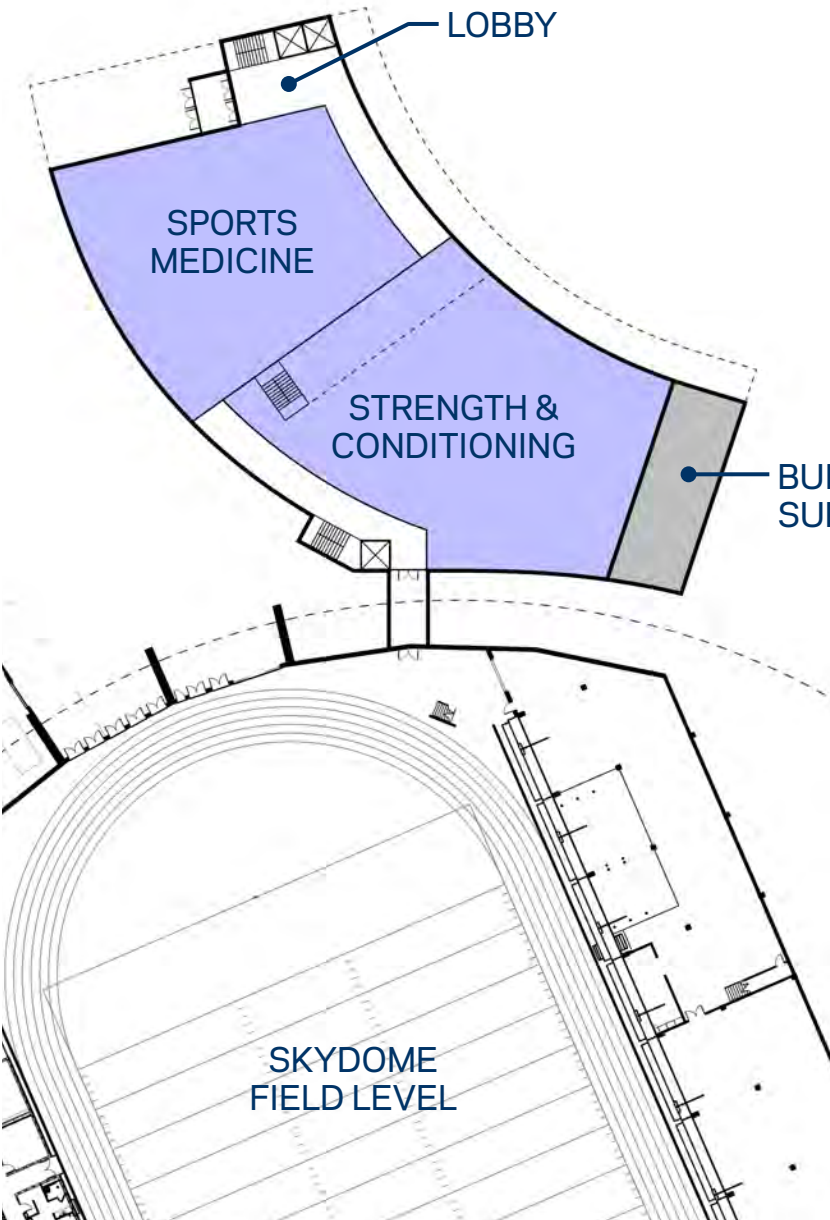 LOBBY
SPORTS
MEDICINE
STRENGTH &
CONDITIONING
SKYDOME
FIELD LEVEL